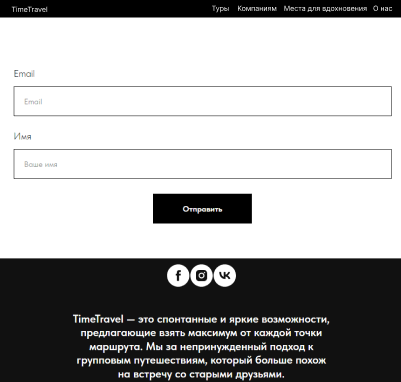 TimeTravel Туры Компаниям Места для вдохновения О нас
Email
Email
Имя
Ваше имя
Отправить
TimeTravel — это спонтанные и яркие возможности,
предлагающие взять максимум от каждой точки
маршрута. Мы за непринужденный подход к
групповым путешествиям, который больше похож
на встречу со старыми друзьями.